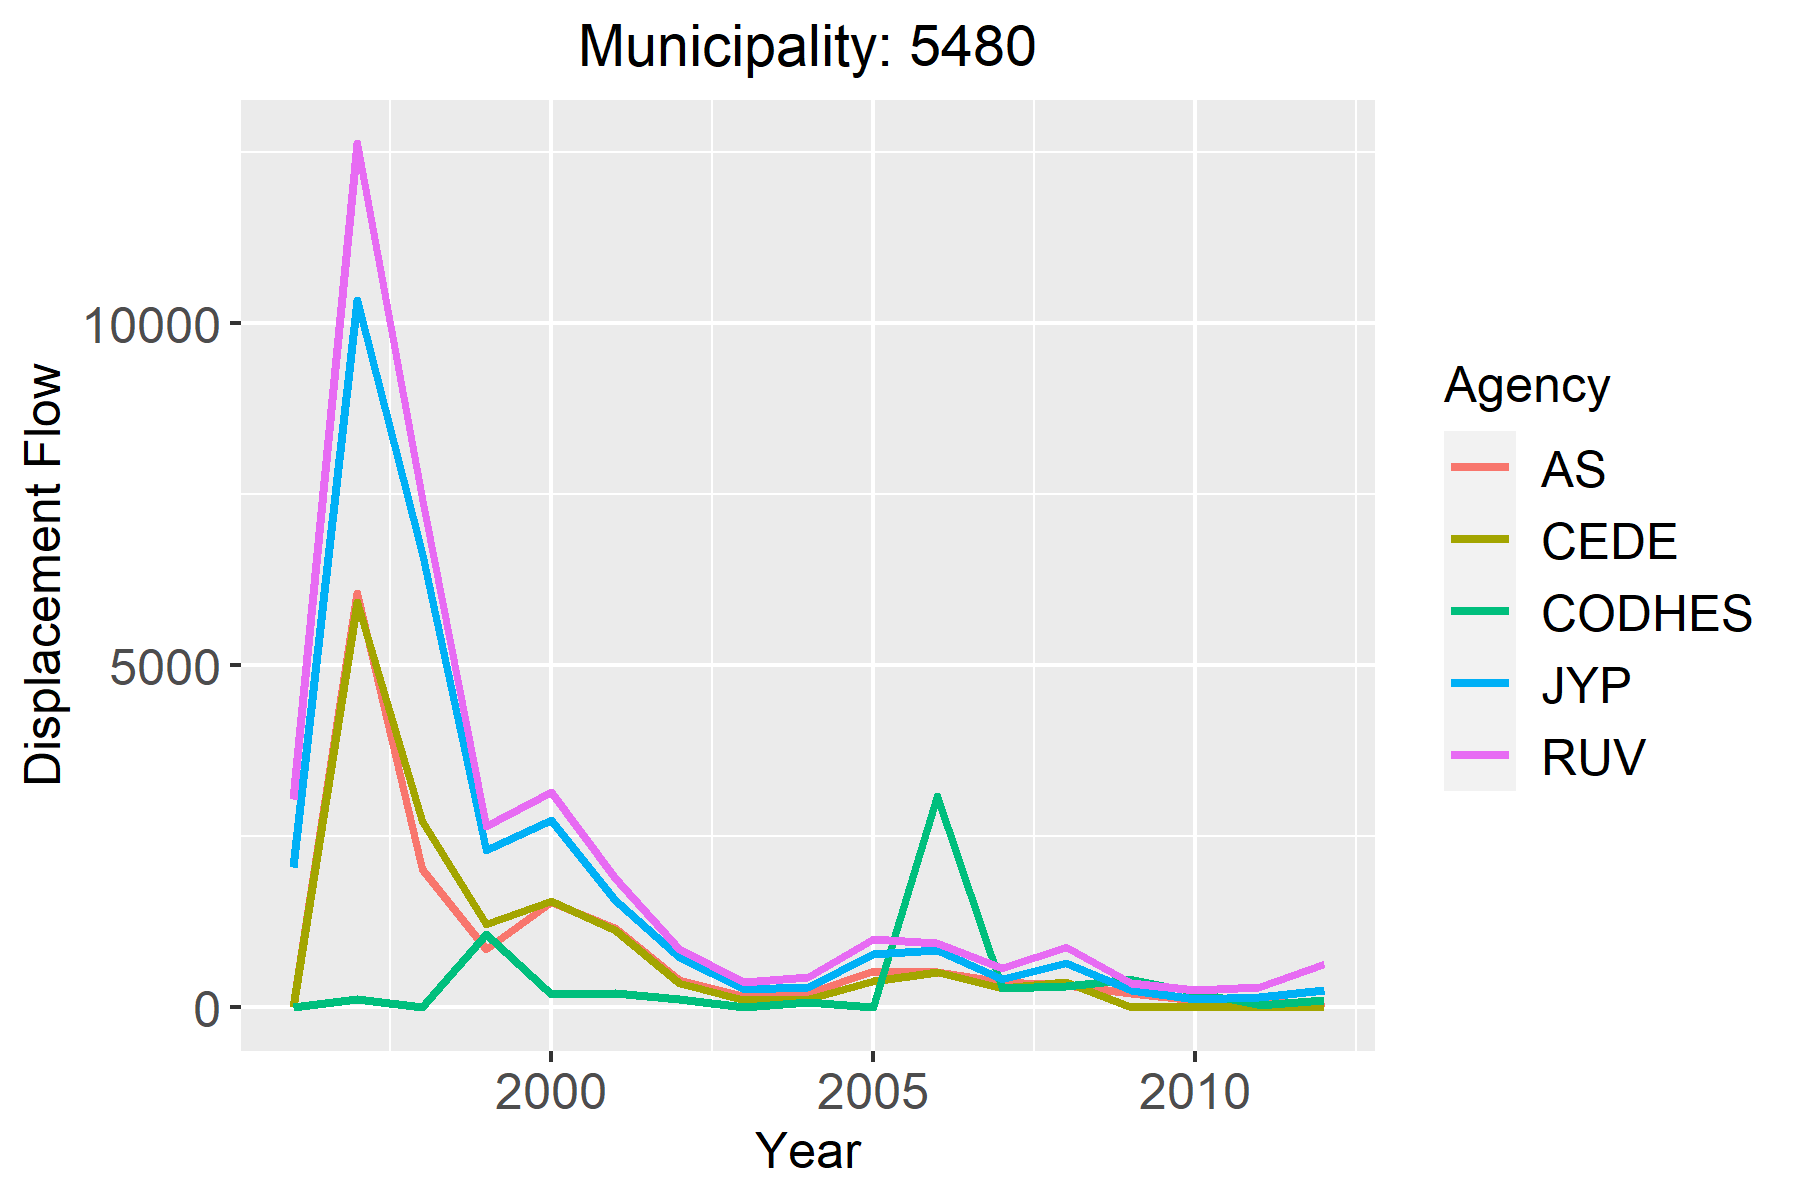 Municipality: 5480
Displacement Flow
10000
5000
0
2000 2005 2010
Year
Agency
AS
CEDE
CODHES
JYP
RUV